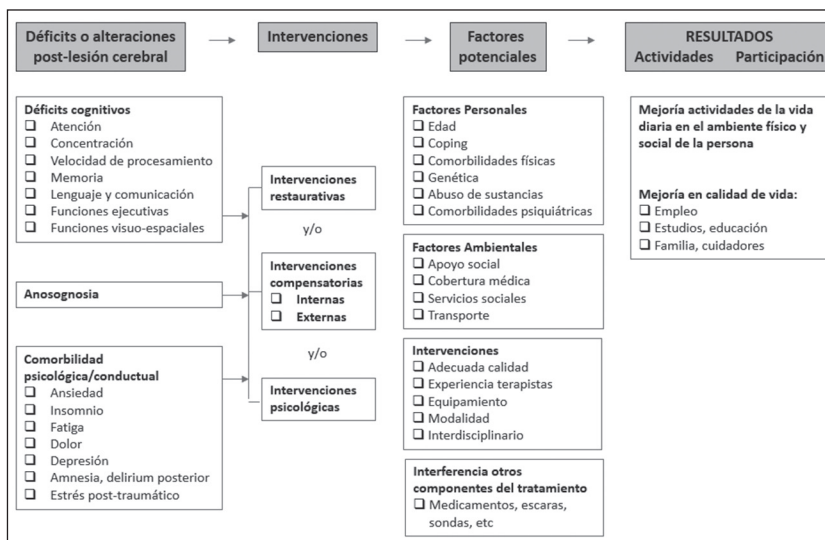 Déficits o alteraciones
post-lesión cerebral
Intervenciones
Factores
potenciales
RESULTADOS
Actividades Participación
Déficits cognitivos
Atención
Concentración
Velocidad de procesamiento
Memoria
Lenguaje y comunicación
Funciones ejecutivas
Funciones visuo-espaciales
Anosognosia
Comorbilidad
psicológica/conductual
Ansiedad
Insomnio
Fatiga
Dolor
Depresión
Amnesia, delirium posterior
Estrés post-traumático
Intervenciones
restaurativas
y/o
Intervenciones
compensatorias
Internas
Externas
y/o
Intervenciones
psicológicas
Factores Personales
Edad
Coping
Comorbilidades físicas
Genética
Abuso de sustancias
Comorbilidades psiquiátricas
Factores Ambientales
Apoyo social
Cobertura médica
Servicios sociales
Transporte
Intervenciones
Adecuada calidad
Experiencia terapistas
Equipamiento
Modalidad
Interdisciplinario
Interferencia otros
componentes del tratamiento
Medicamentos, escaras,
sondas, etc
Mejoría actividades de la vida
diaria en el ambiente físico y
social de la persona
Mejoría en calidad de vida:
Empleo
Estudios, educación
Familia, cuidadores